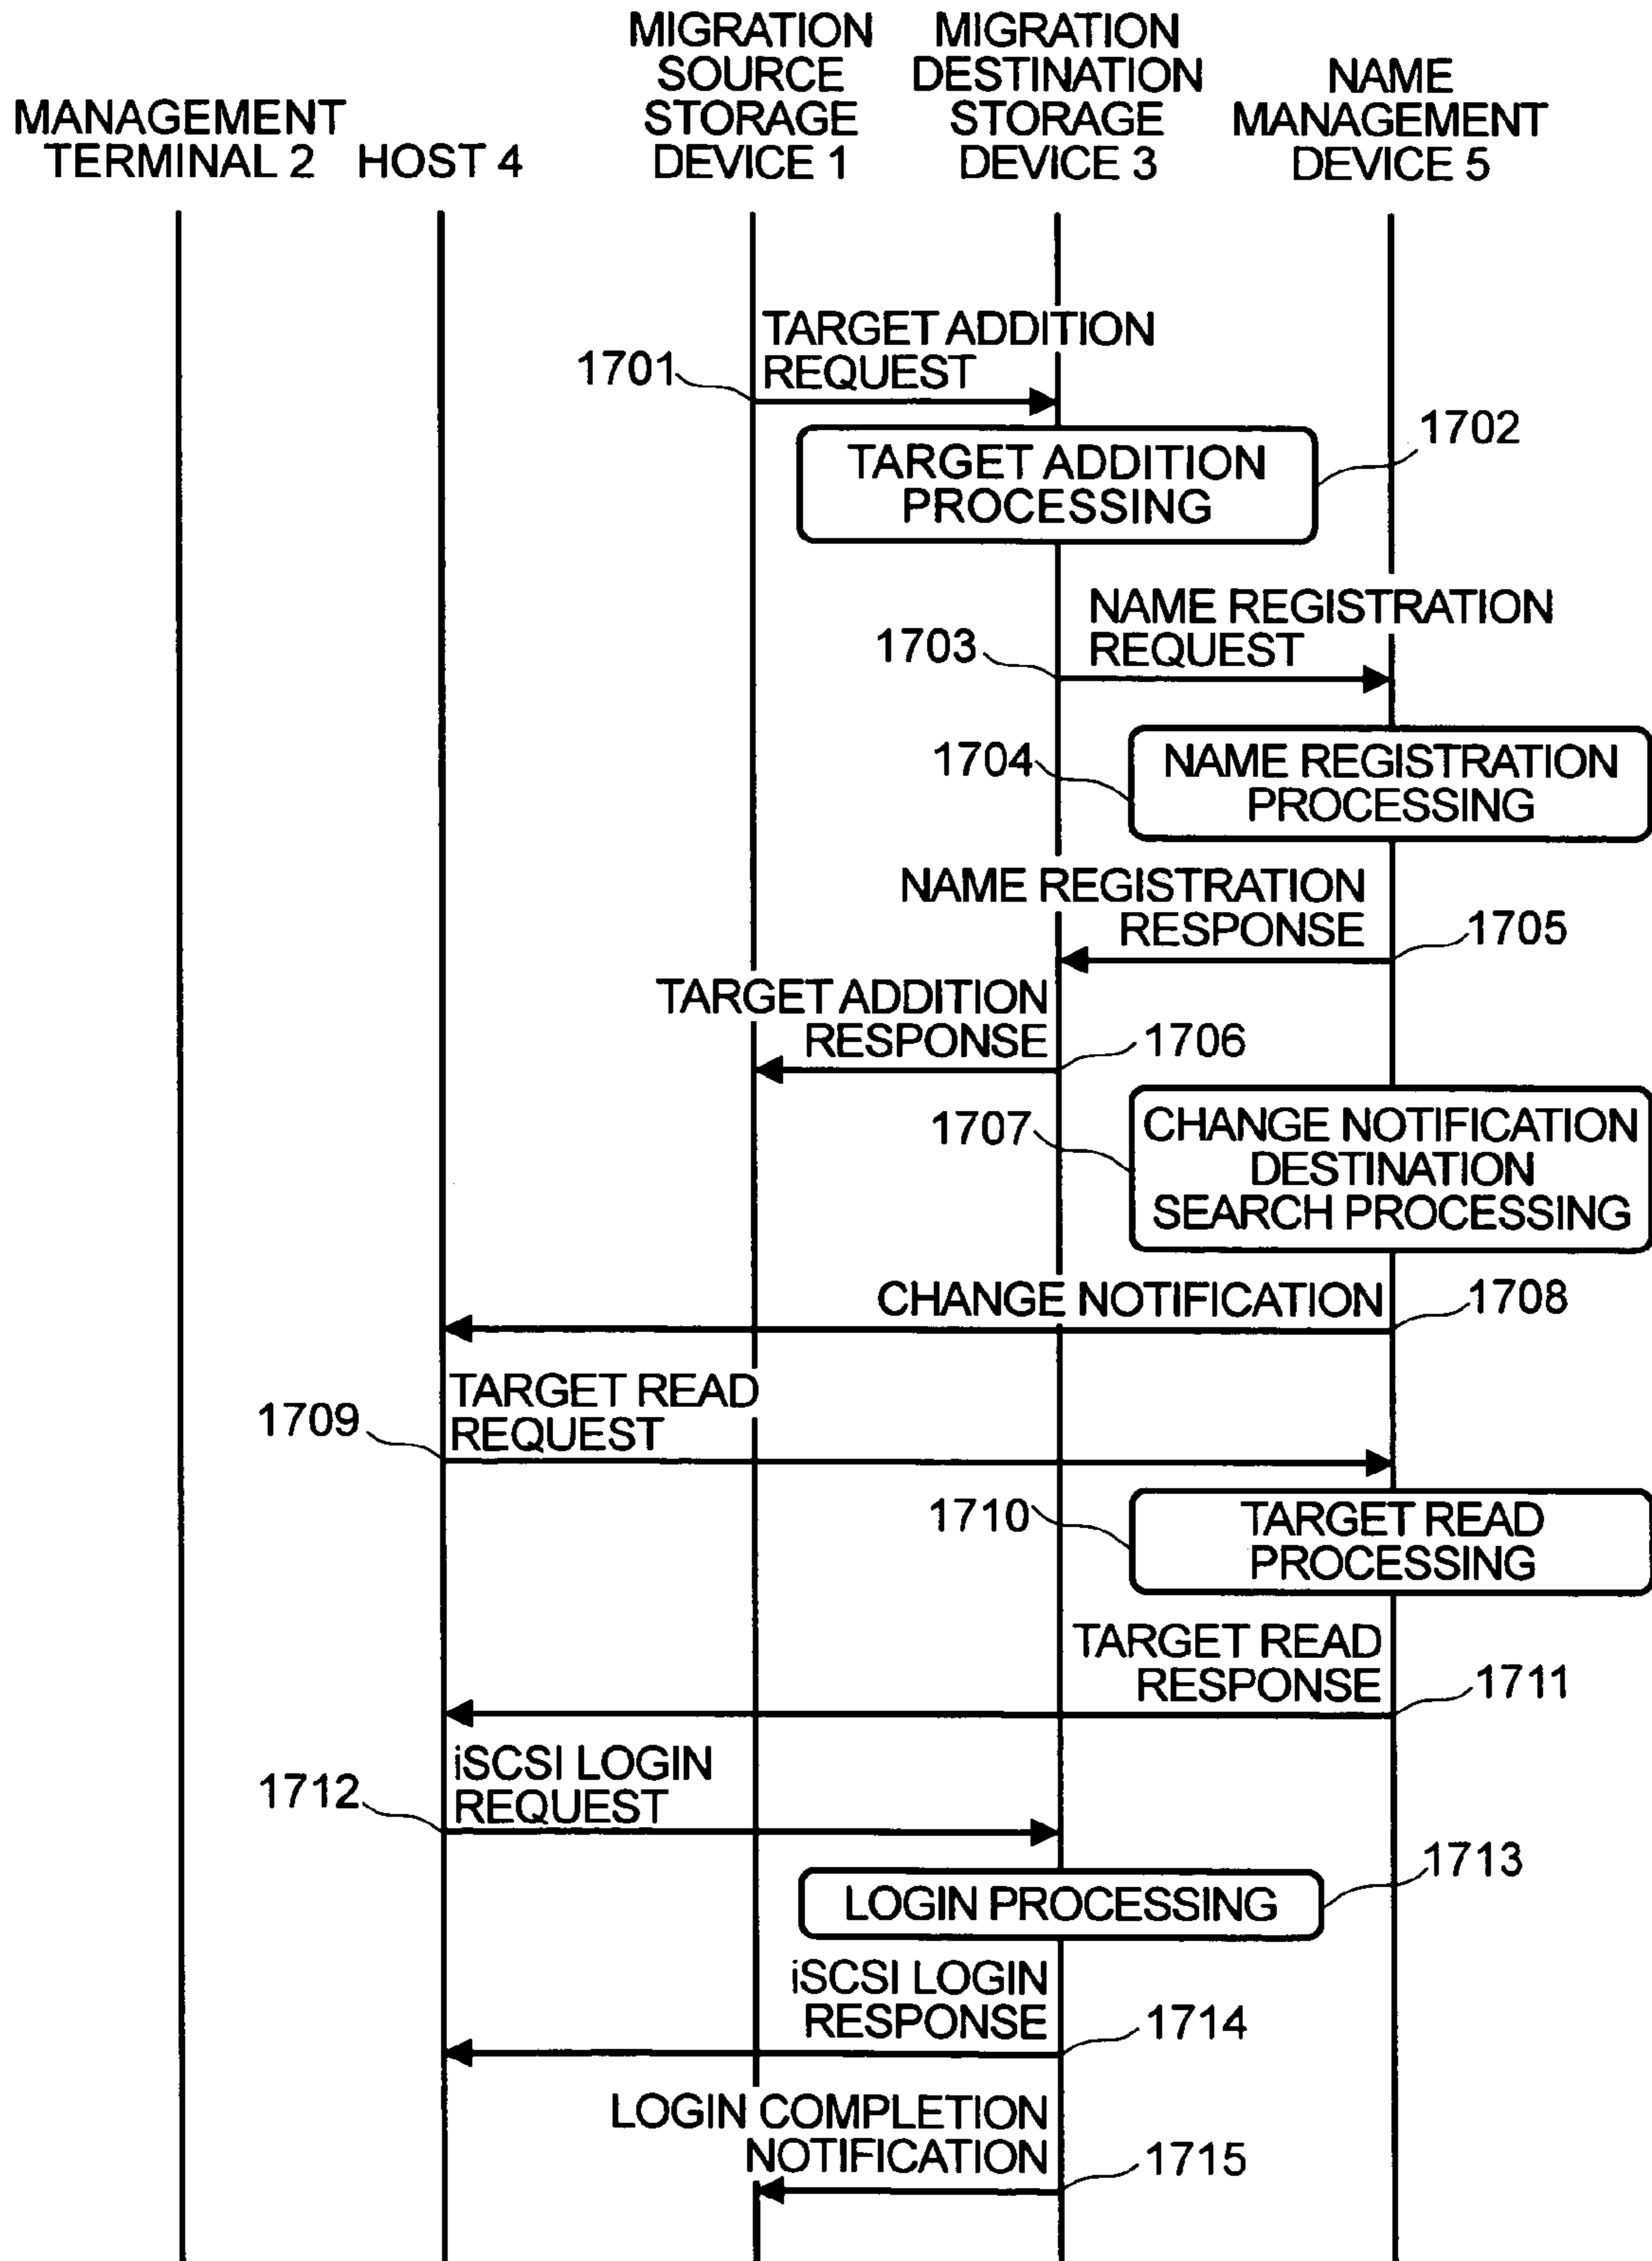 MANAGEMENT
TERMINAL 2
HOST 4
MIGRATION
SOURCE
STORAGE
DEVICE 1
MIGRATION
DESTINATION
STORAGE
DEVICE 3
NAME
MANAGEMENT
DEVICE 5
TARGET ADDITION
REQUEST
1701
TARGET ADDITION
PROCESSING
1702
NAME REGISTRATION
REQUEST
1703
NAME REGISTRATION
PROCESSING
1704
NAME REGISTRATION
RESPONSE
1705
TARGET ADDITION
RESPONSE
1706
CHANGE NOTIFICATION
DESTINATION
SEARCH PROCESSING
1707
CHANGE NOTIFICATION
1708
TARGET READ
REQUEST
1709
TARGET READ
PROCESSING
1710
TARGET READ
RESPONSE
1711
iSCSI LOGIN
REQUEST
1712
LOGIN PROCESSING
1713
iSCSI LOGIN
RESPONSE
1714
LOGIN COMPLETION
NOTIFICATION
1715